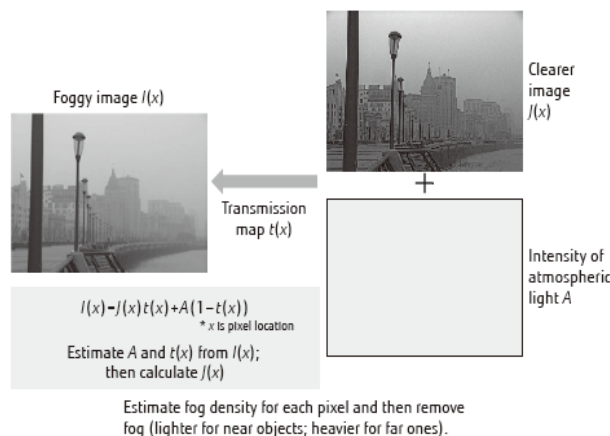 Foggy image I(x)
Clearer
image
J(x)
+
Transmission
map t(x)
Intensity of
atmospheric
light A
I(x)=J(x)t(x)+A(1−t(x))
* x is pixel location
Estimate A and t(x) from I(x);
then calculate J(x)
Estimate fog density for each pixel and then remove
fog (lighter for near objects; heavier for far ones).